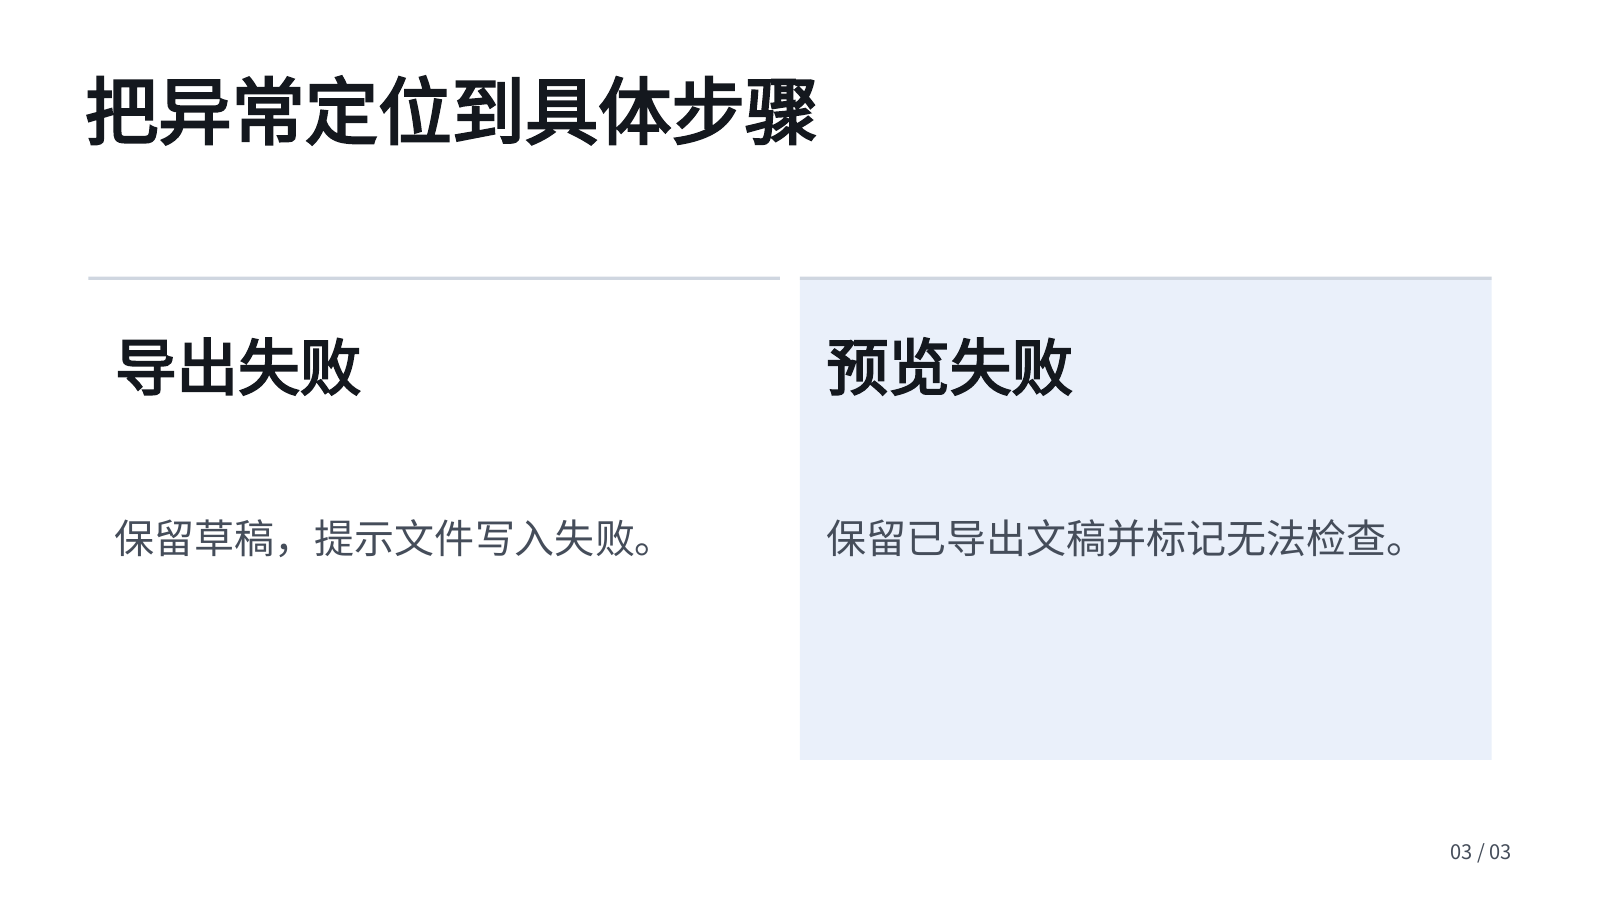 把异常定位到具体步骤
导出失败
保留草稿，提示文件写入失败。
预览失败
保留已导出文稿并标记无法检查。
03 / 03